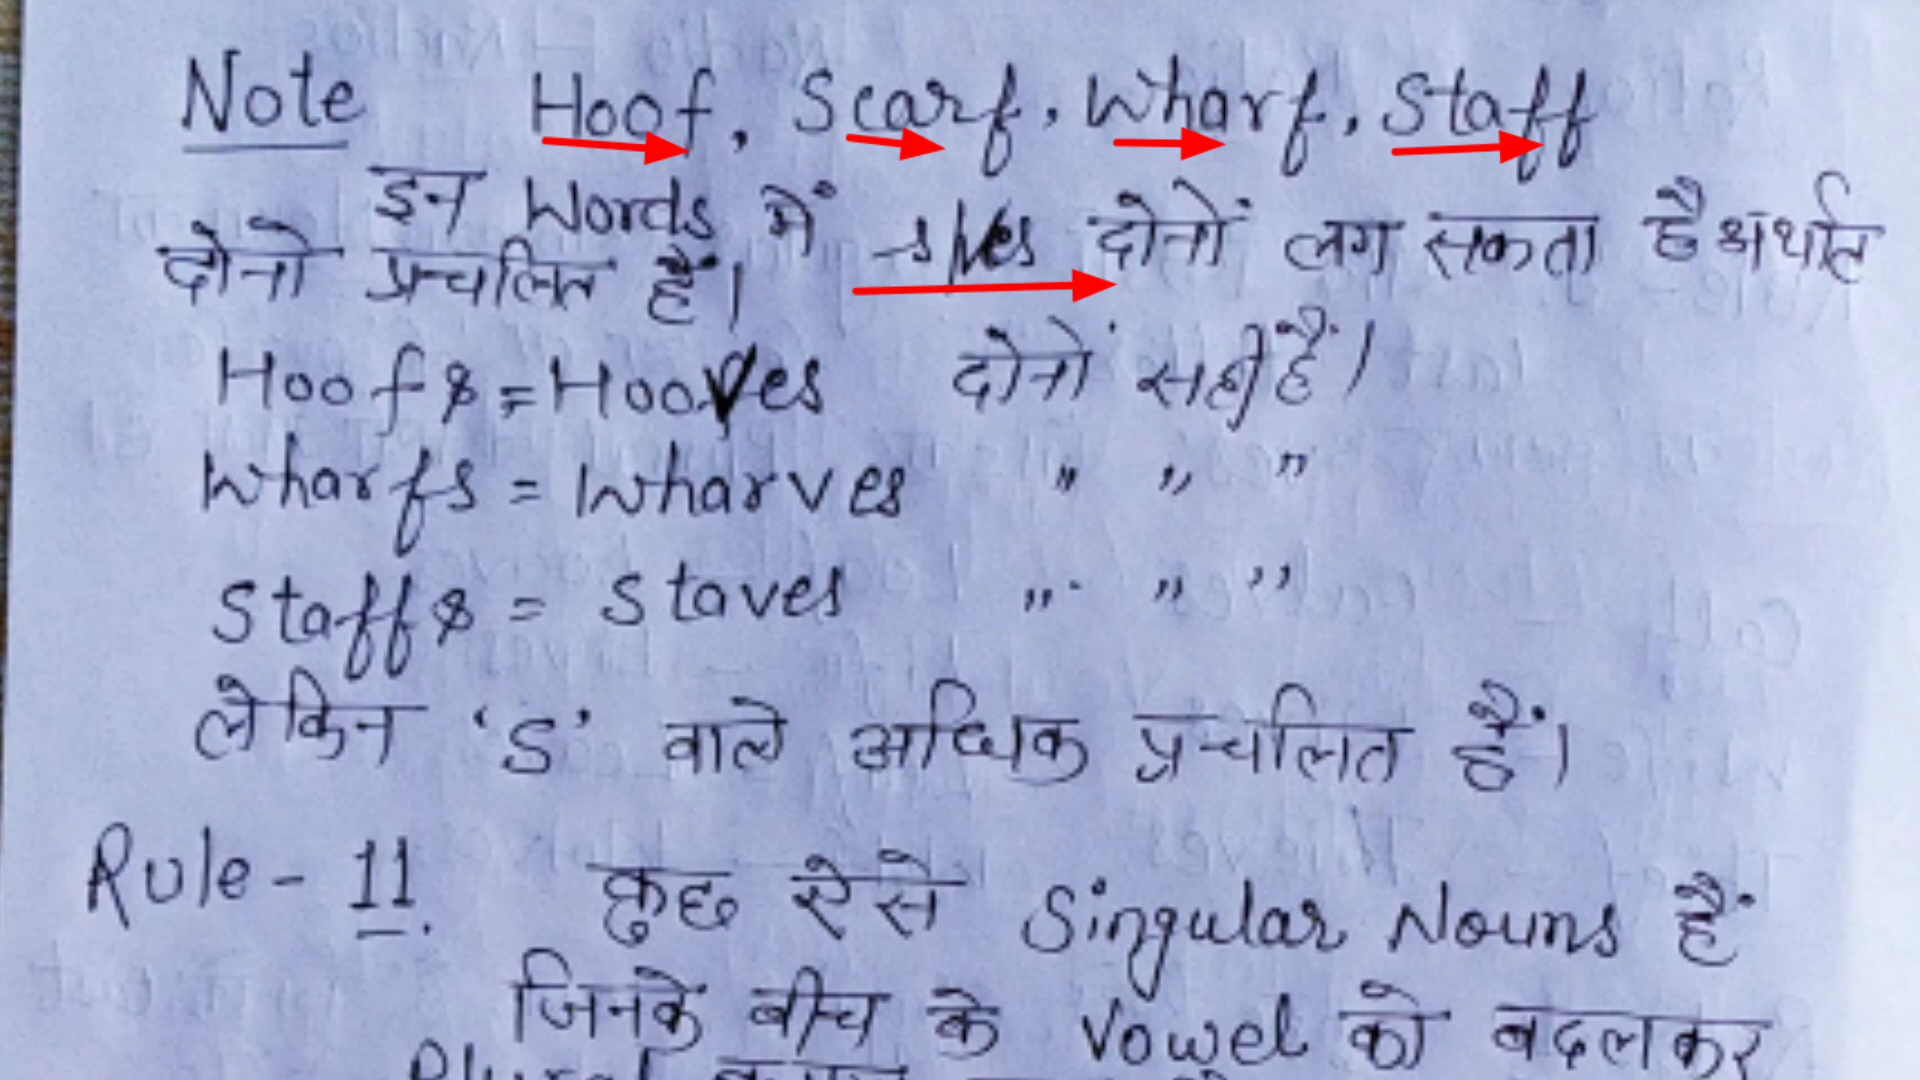 Note Hoof, Scarf, Wharf, Staff
इन Words में -s/ves दोनों लग सकता है अर्थात
दोनो प्रचलित हैं।
Hoofs = Hooves दोनों सही हैं।
Wharfs = Wharves " " "
Staffs = Staves " " "
लेकिन 'S' वाले अधिक प्रचलित हैं।
Rule - 11. कुछ ऐसे Singular Nouns हैं
जिनके बीच के Vowel को बदलकर
Plural